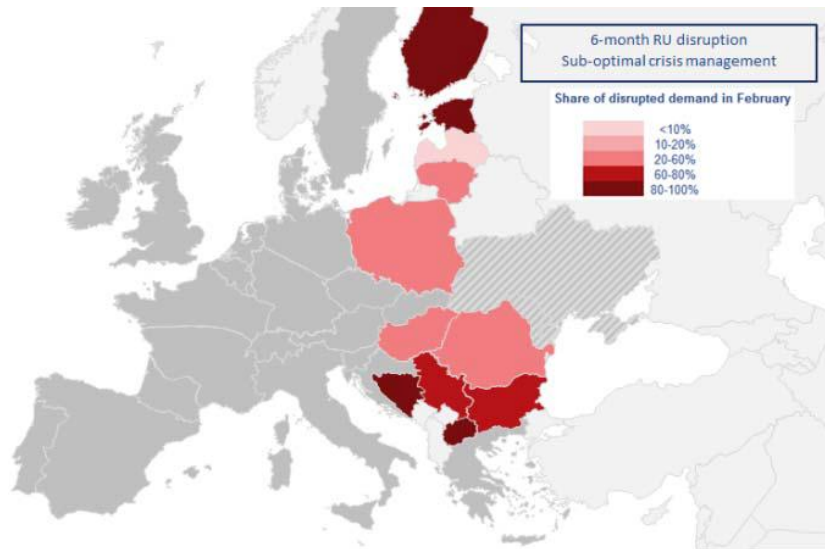 6-month RU disruption
Sub-optimal crisis management
Share of disrupted demand in February
<10%
10-20%
20-60%
60-80%
80-100%